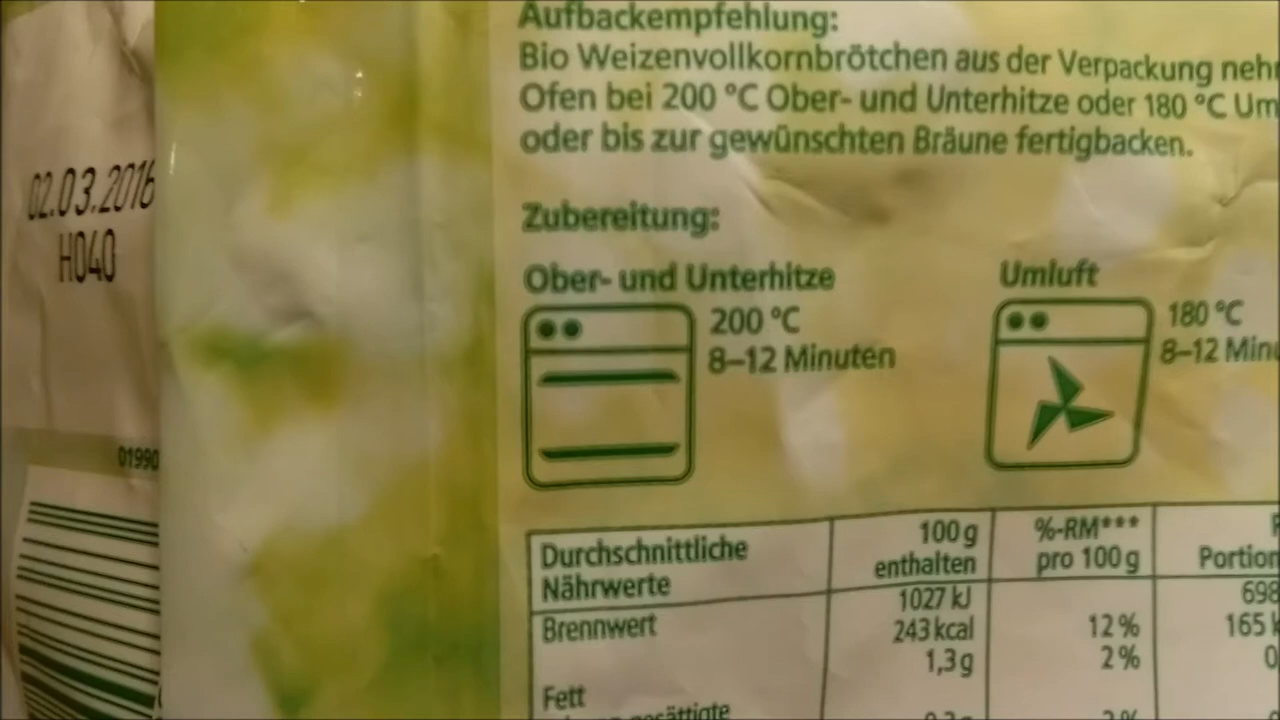 02.03.2016
H040
01990
Aufbackempfehlung:
Bio Weizenvollkornbrötchen aus der Verpackung
Ofen bei 200 °C Ober- und Unterhitze oder 180 °C
oder bis zur gewünschten Bräune fertigbacken.
Zubereitung:
Ober- und Unterhitze
200 °C
8–12 Minuten
Umluft
180 °C
8–12
Durchschnittliche
Nährwerte
100 g
enthalten
%-RM***
pro 100 g
Portion
Brennwert
1027 kJ
698
243 kcal
12 %
165
Fett
1,3 g
2 %